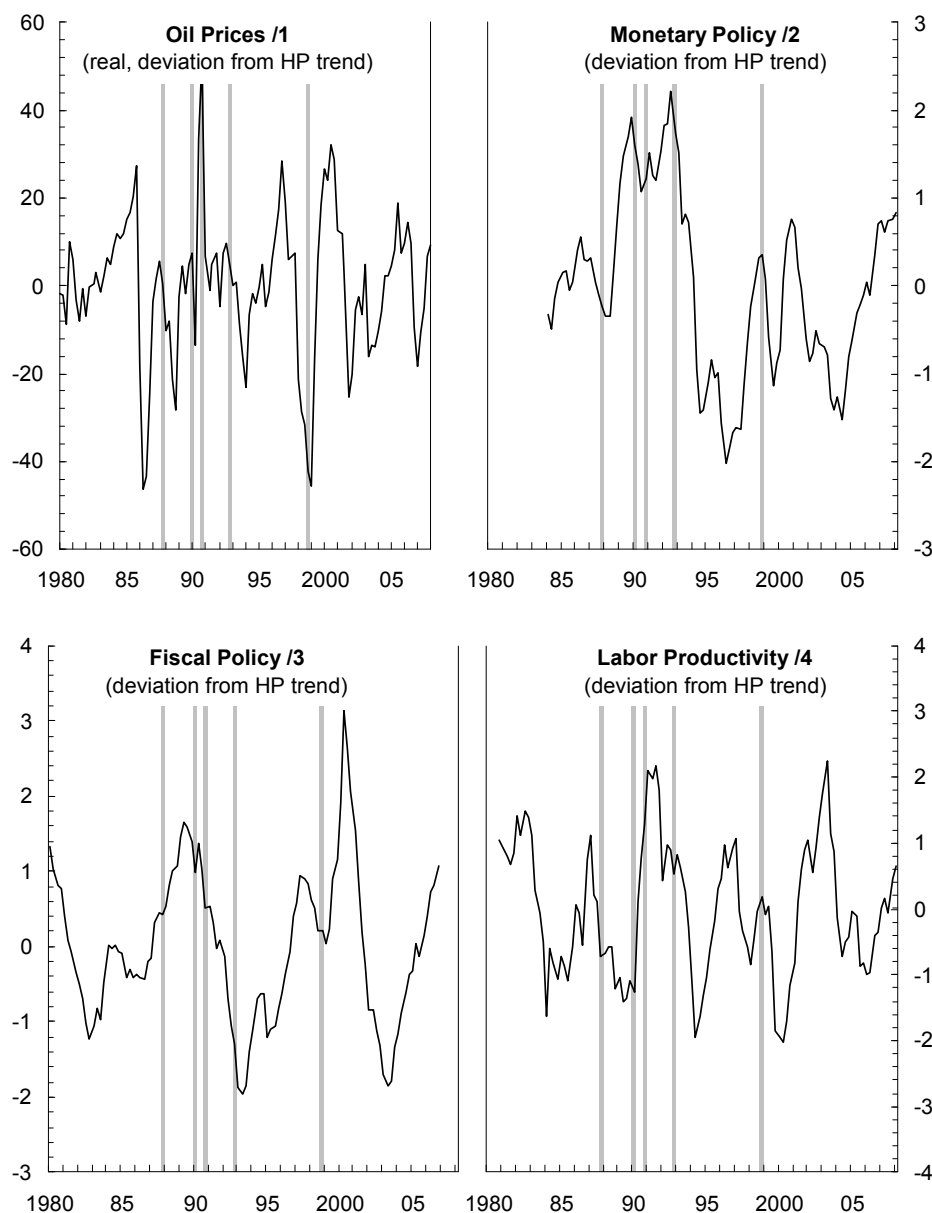 Oil Prices /1
(real, deviation from HP trend)
60
40
20
0
-20
-40
-60
1980 85 90 95 2000 05
Monetary Policy /2
(deviation from HP trend)
3
2
1
0
-1
-2
-3
1980 85 90 95 2000 05
Fiscal Policy /3
(deviation from HP trend)
4
3
2
1
0
-1
-2
-3
1980 85 90 95 2000 05
Labor Productivity /4
(deviation from HP trend)
4
3
2
1
0
-1
-2
-3
-4
1980 85 90 95 2000 05